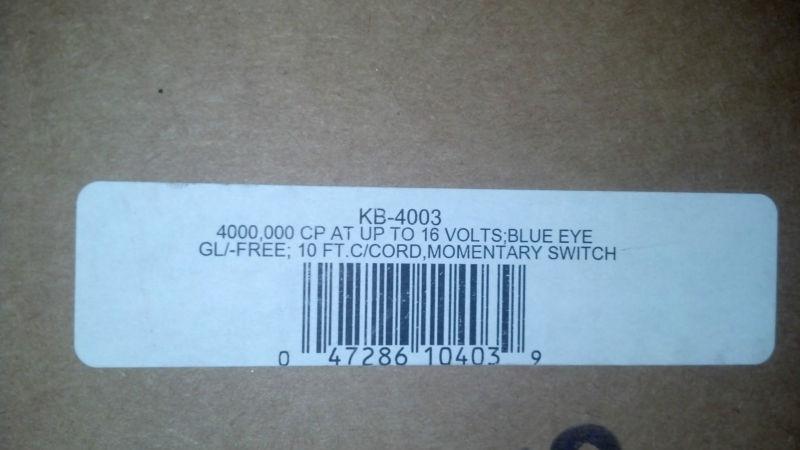 KB-4003
4000,000 CP AT UP TO 16 VOLTS;BLUE EYE
GL/-FREE; 10 FT.C/CORD,MOMENTARY SWITCH
0 47286 10403 9